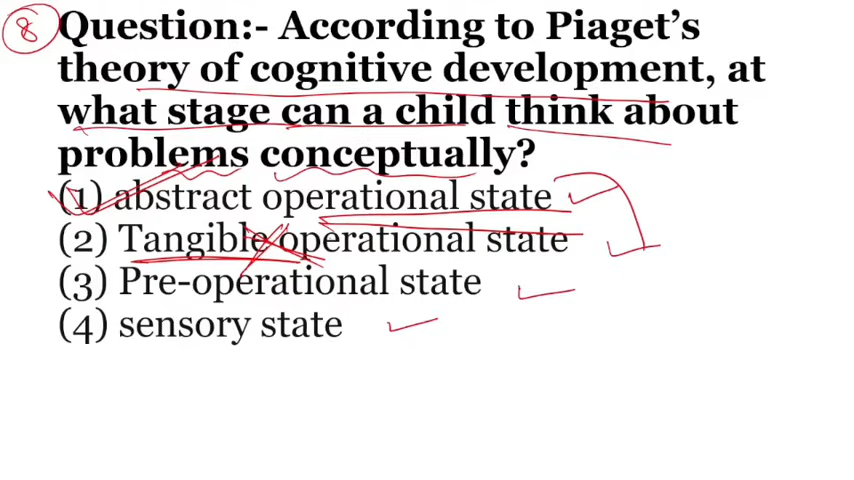 8 Question:- According to Piaget's
theory of cognitive development, at
what stage can a child think about
problems conceptually?
(1) abstract operational state
(2) Tangible operational state
(3) Pre-operational state
(4) sensory state